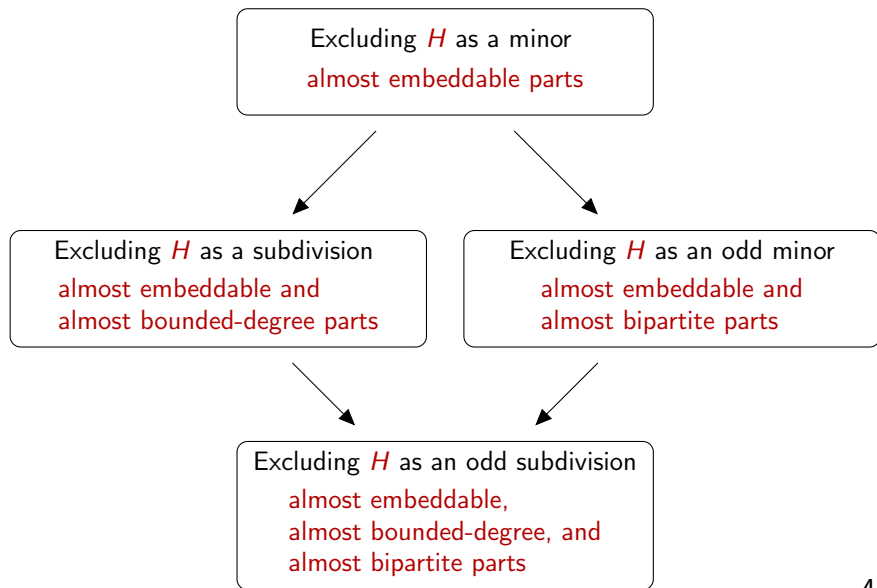 Excluding H as a minor
almost embeddable parts
Excluding H as a subdivision
almost embeddable and
almost bounded-degree parts
Excluding H as an odd minor
almost embeddable and
almost bipartite parts
Excluding H as an odd subdivision
almost embeddable,
almost bounded-degree, and
almost bipartite parts